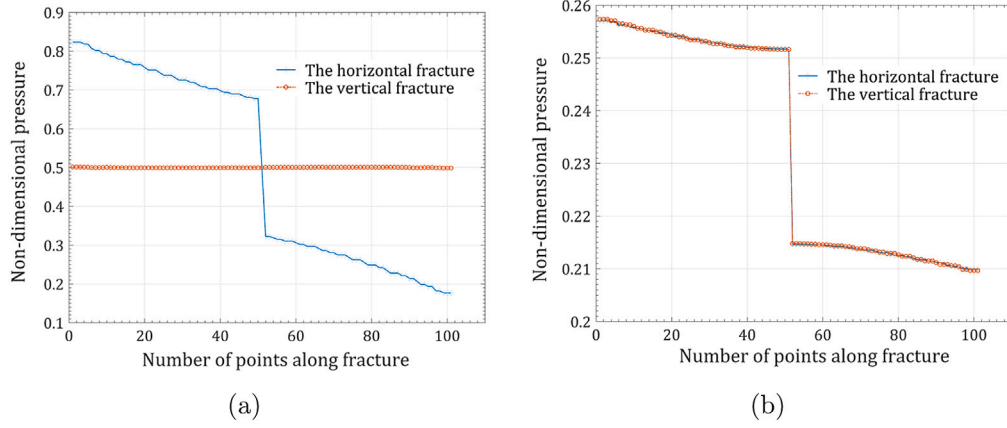 0.9
0.8
0.7
0.6
0.5
0.4
0.3
0.2
0.1
Non-dimensional pressure
The horizontal fracture
The vertical fracture
0 20 40 60 80 100
Number of points along fracture
(a)
0.26
0.25
0.24
0.23
0.22
0.21
0.2
Non-dimensional pressure
The horizontal fracture
The vertical fracture
0 20 40 60 80 100
Number of points along fracture
(b)